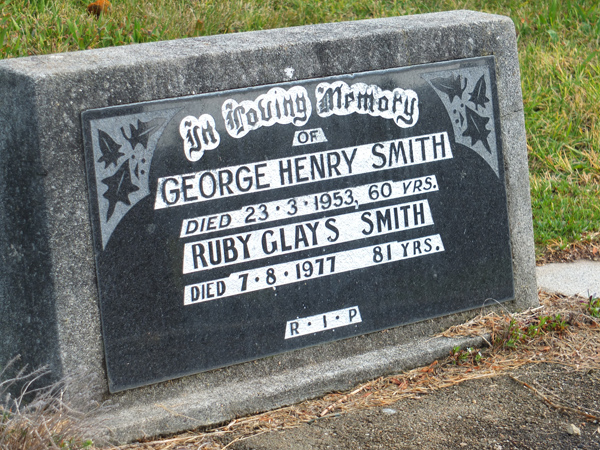 In Loving Memory
OF
GEORGE HENRY SMITH
DIED 23·3·1953, 60 YRS.
RUBY GLAYS SMITH
DIED 7·8·1977 81 YRS.
R·I·P